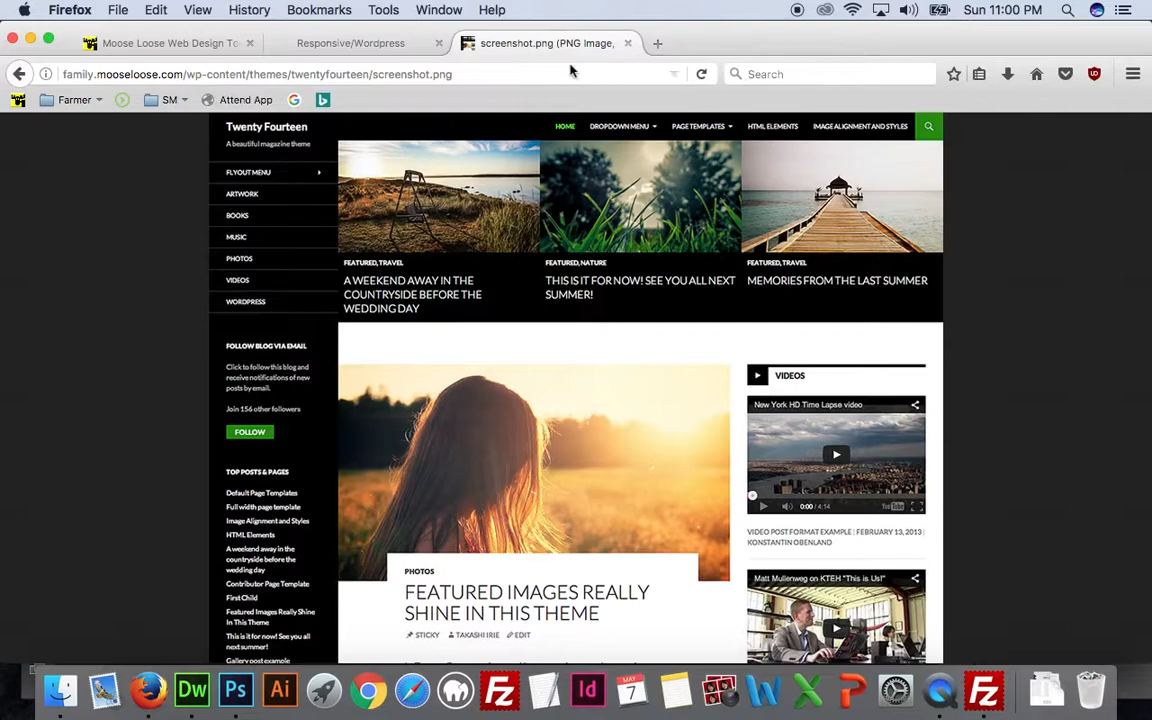 Firefox File Edit View History Bookmarks Tools Window Help Sun 11:00 PM
Moose Loose Web Design To
Responsive/Wordpress
screenshot.png (PNG Image,
family.mooseloose.com/wp-content/themes/twentyfourteen/screenshot.png
Search
Farmer SM Attend App
Twenty Fourteen
A beautiful magazine theme
HOME DROPDOWN MENU PAGE TEMPLATES HTML ELEMENTS IMAGE ALIGNMENT AND STYLES
FLYOUT MENU
ARTWORK
BOOKS
MUSIC
PHOTOS
VIDEOS
WORDPRESS
FEATURED, TRAVEL
A WEEKEND AWAY IN THE
COUNTRYSIDE BEFORE THE
WEDDING DAY
FEATURED, NATURE
THIS IS IT FOR NOW! SEE YOU ALL NEXT
SUMMER!
FEATURED, TRAVEL
MEMORIES FROM THE LAST SUMMER
FOLLOW BLOG VIA EMAIL
Click to follow this blog and
receive notifications of new
posts by email.
Join 156 other followers
FOLLOW
TOP POSTS & PAGES
Default Page Templates
Full width page template
Image Alignment and Styles
HTML Elements
A weekend away in the
countryside before the
wedding day
Contributor Page Template
First Child
Featured Images Really Shine
In This Theme
This is it for now! See you all
next summer!
Gallery post example
PHOTOS
FEATURED IMAGES REALLY
SHINE IN THIS THEME
STICKY TAKASHI IRIE EDIT
VIDEOS
New York HD Time Lapse video
0:00 / 4:14
YouTube
VIDEO POST FORMAT EXAMPLE | FEBRUARY 13, 2013 |
KONSTANTIN OBENLAND
Matt Mullenweg on KTEH "This is Us!"
Dw Ps Ai Fz Id MAY 7 W X P Fz